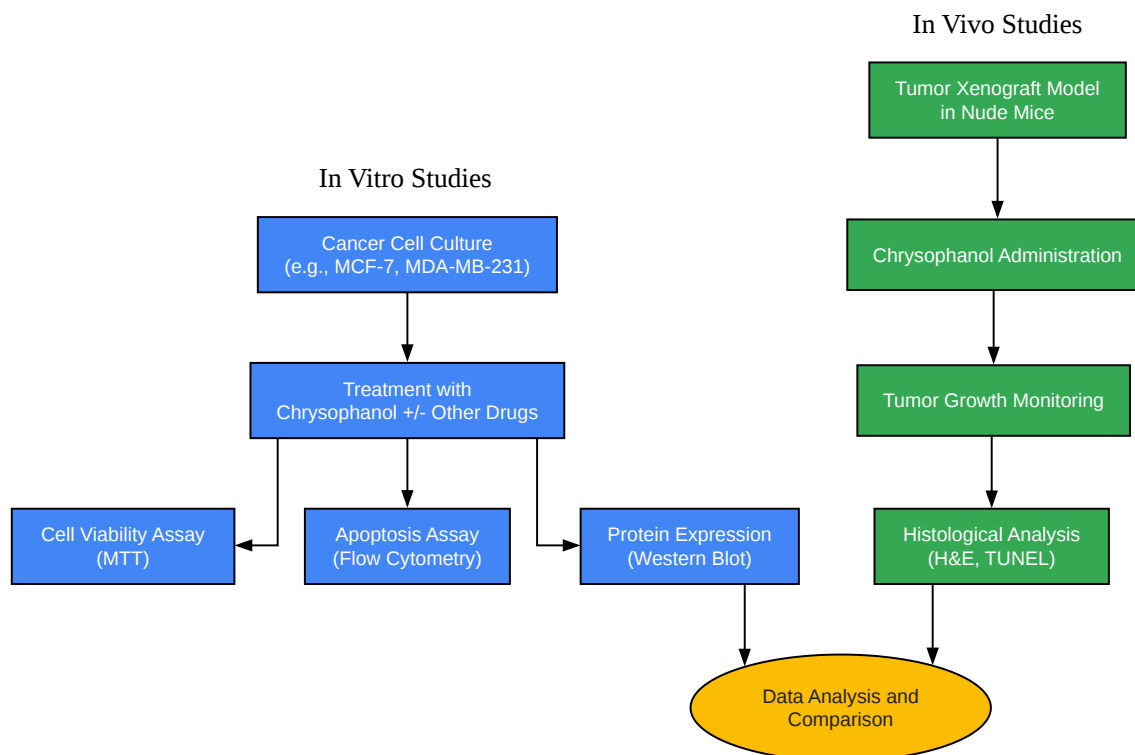 In Vivo Studies
Tumor Xenograft Model
in Nude Mice
In Vitro Studies
Cancer Cell Culture
(e.g., MCF-7, MDA-MB-231)
Chrysophanol Administration
Treatment with
Chrysophanol +/- Other Drugs
Tumor Growth Monitoring
Cell Viability Assay
(MTT)
Apoptosis Assay
(Flow Cytometry)
Protein Expression
(Western Blot)
Histological Analysis
(H&E, TUNEL)
Data Analysis and
Comparison